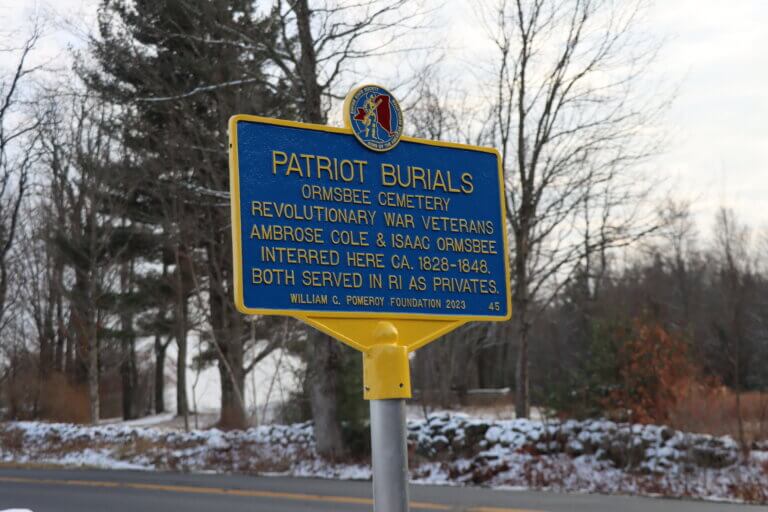 PATRIOT BURIALS
ORMSBEE CEMETERY
REVOLUTIONARY WAR VETERANS
AMBROSE COLE & ISAAC ORMSBEE
INTERRED HERE CA. 1828-1848.
BOTH SERVED IN RI AS PRIVATES.
WILLIAM G. POMEROY FOUNDATION 2023 45